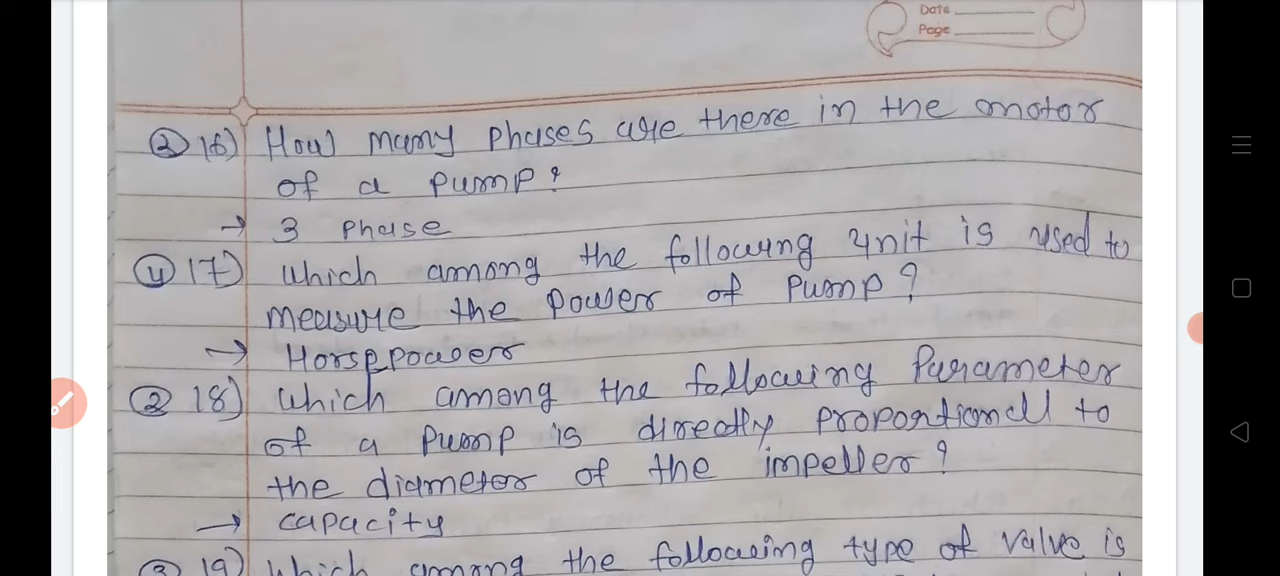 Date
Page
② 16) How many phases are there in the motor
of a pump?
→ 3 phase
④ 17) which among the following unit is used to
measure the power of pump?
→ Horsepower
② 18) which among the following parameter
of a pump is directly proportional to
the diameter of the impeller?
→ capacity
③ 19) which among the following type of valve is